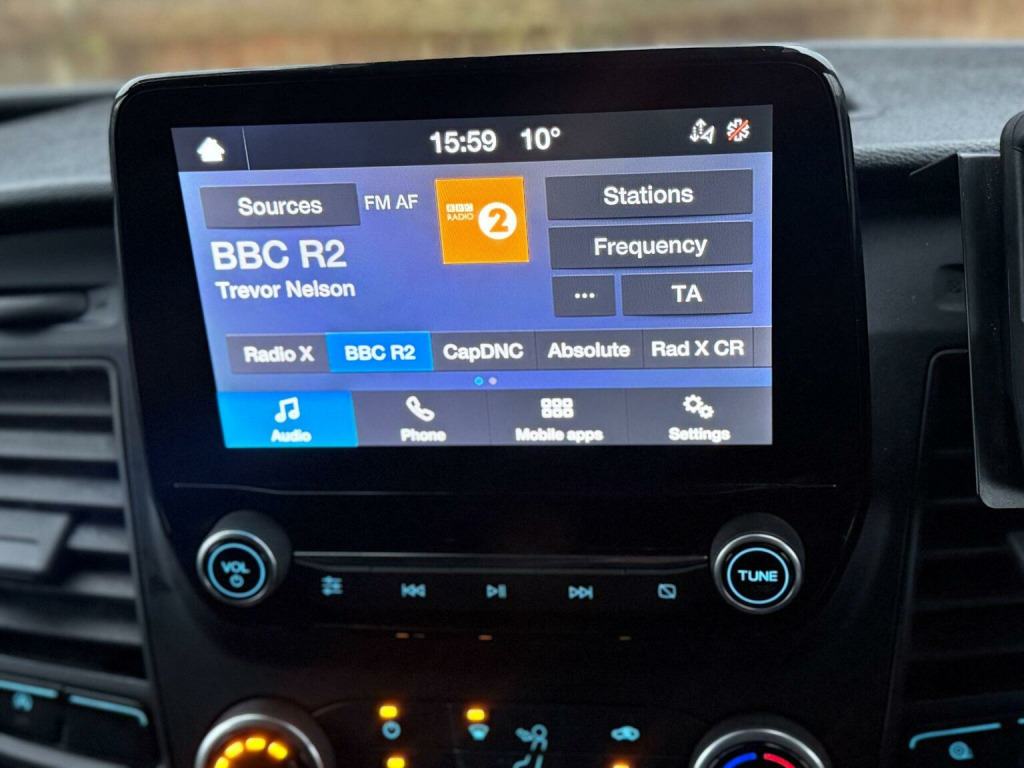 15:59 10°
Sources FM AF BBC RADIO 2 Stations
BBC R2 Frequency
Trevor Nelson ... TA
Radio X BBC R2 CapDNC Absolute Rad X CR
Audio Phone Mobile apps Settings
VOL TUNE